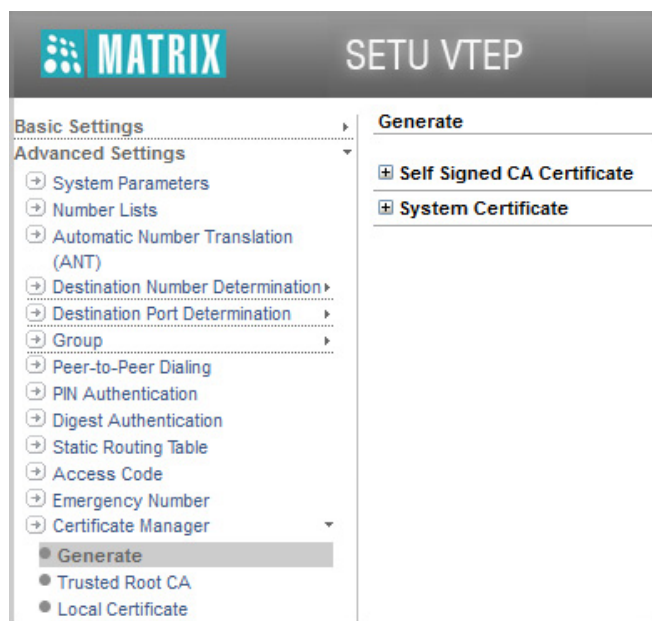 MATRIX
SETU VTEP
Basic Settings
Advanced Settings
System Parameters
Number Lists
Automatic Number Translation
(ANT)
Destination Number Determination
Destination Port Determination
Group
Peer-to-Peer Dialing
PIN Authentication
Digest Authentication
Static Routing Table
Access Code
Emergency Number
Certificate Manager
Generate
Trusted Root CA
Local Certificate
Generate
Self Signed CA Certificate
System Certificate